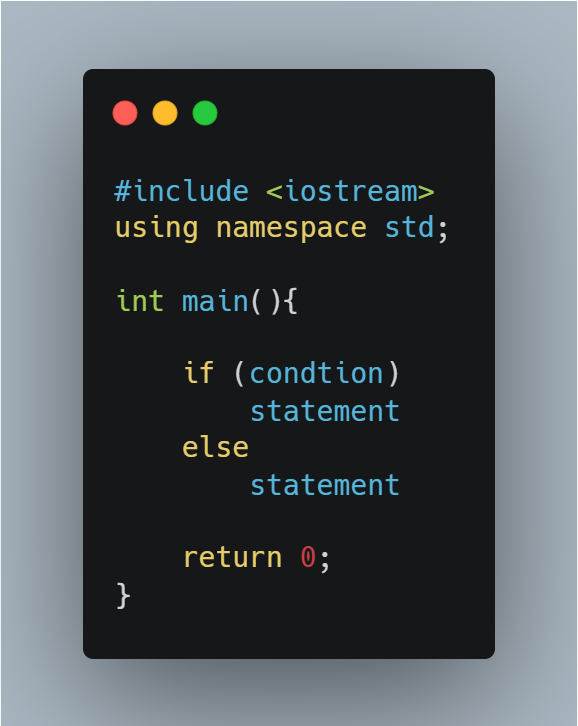 #include <iostream>
using namespace std;
int main(){
if (condtion)
statement
else
statement
return 0;
}